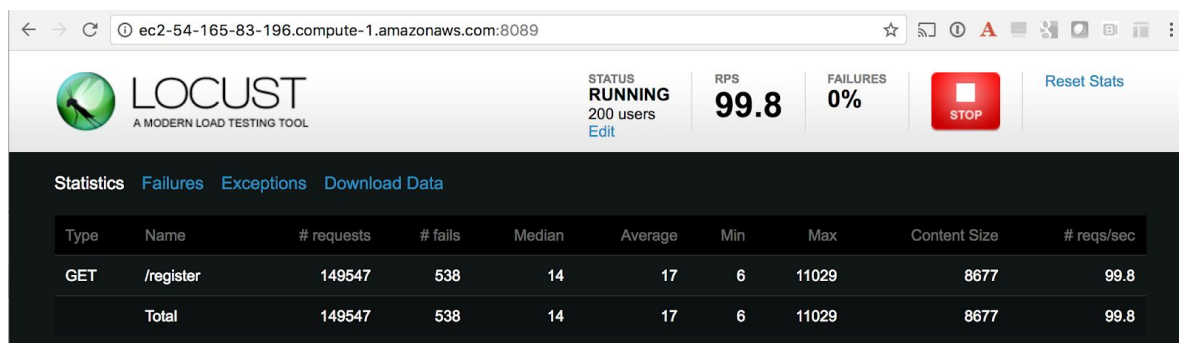 ec2-54-165-83-196.compute-1.amazonaws.com:8089
LOCUST
A MODERN LOAD TESTING TOOL
STATUS
RUNNING
200 users
Edit
RPS
99.8
FAILURES
0%
STOP
Reset Stats
Statistics Failures Exceptions Download Data
Type Name # requests # fails Median Average Min Max Content Size # reqs/sec
GET /register 149547 538 14 17 6 11029 8677 99.8
Total 149547 538 14 17 6 11029 8677 99.8